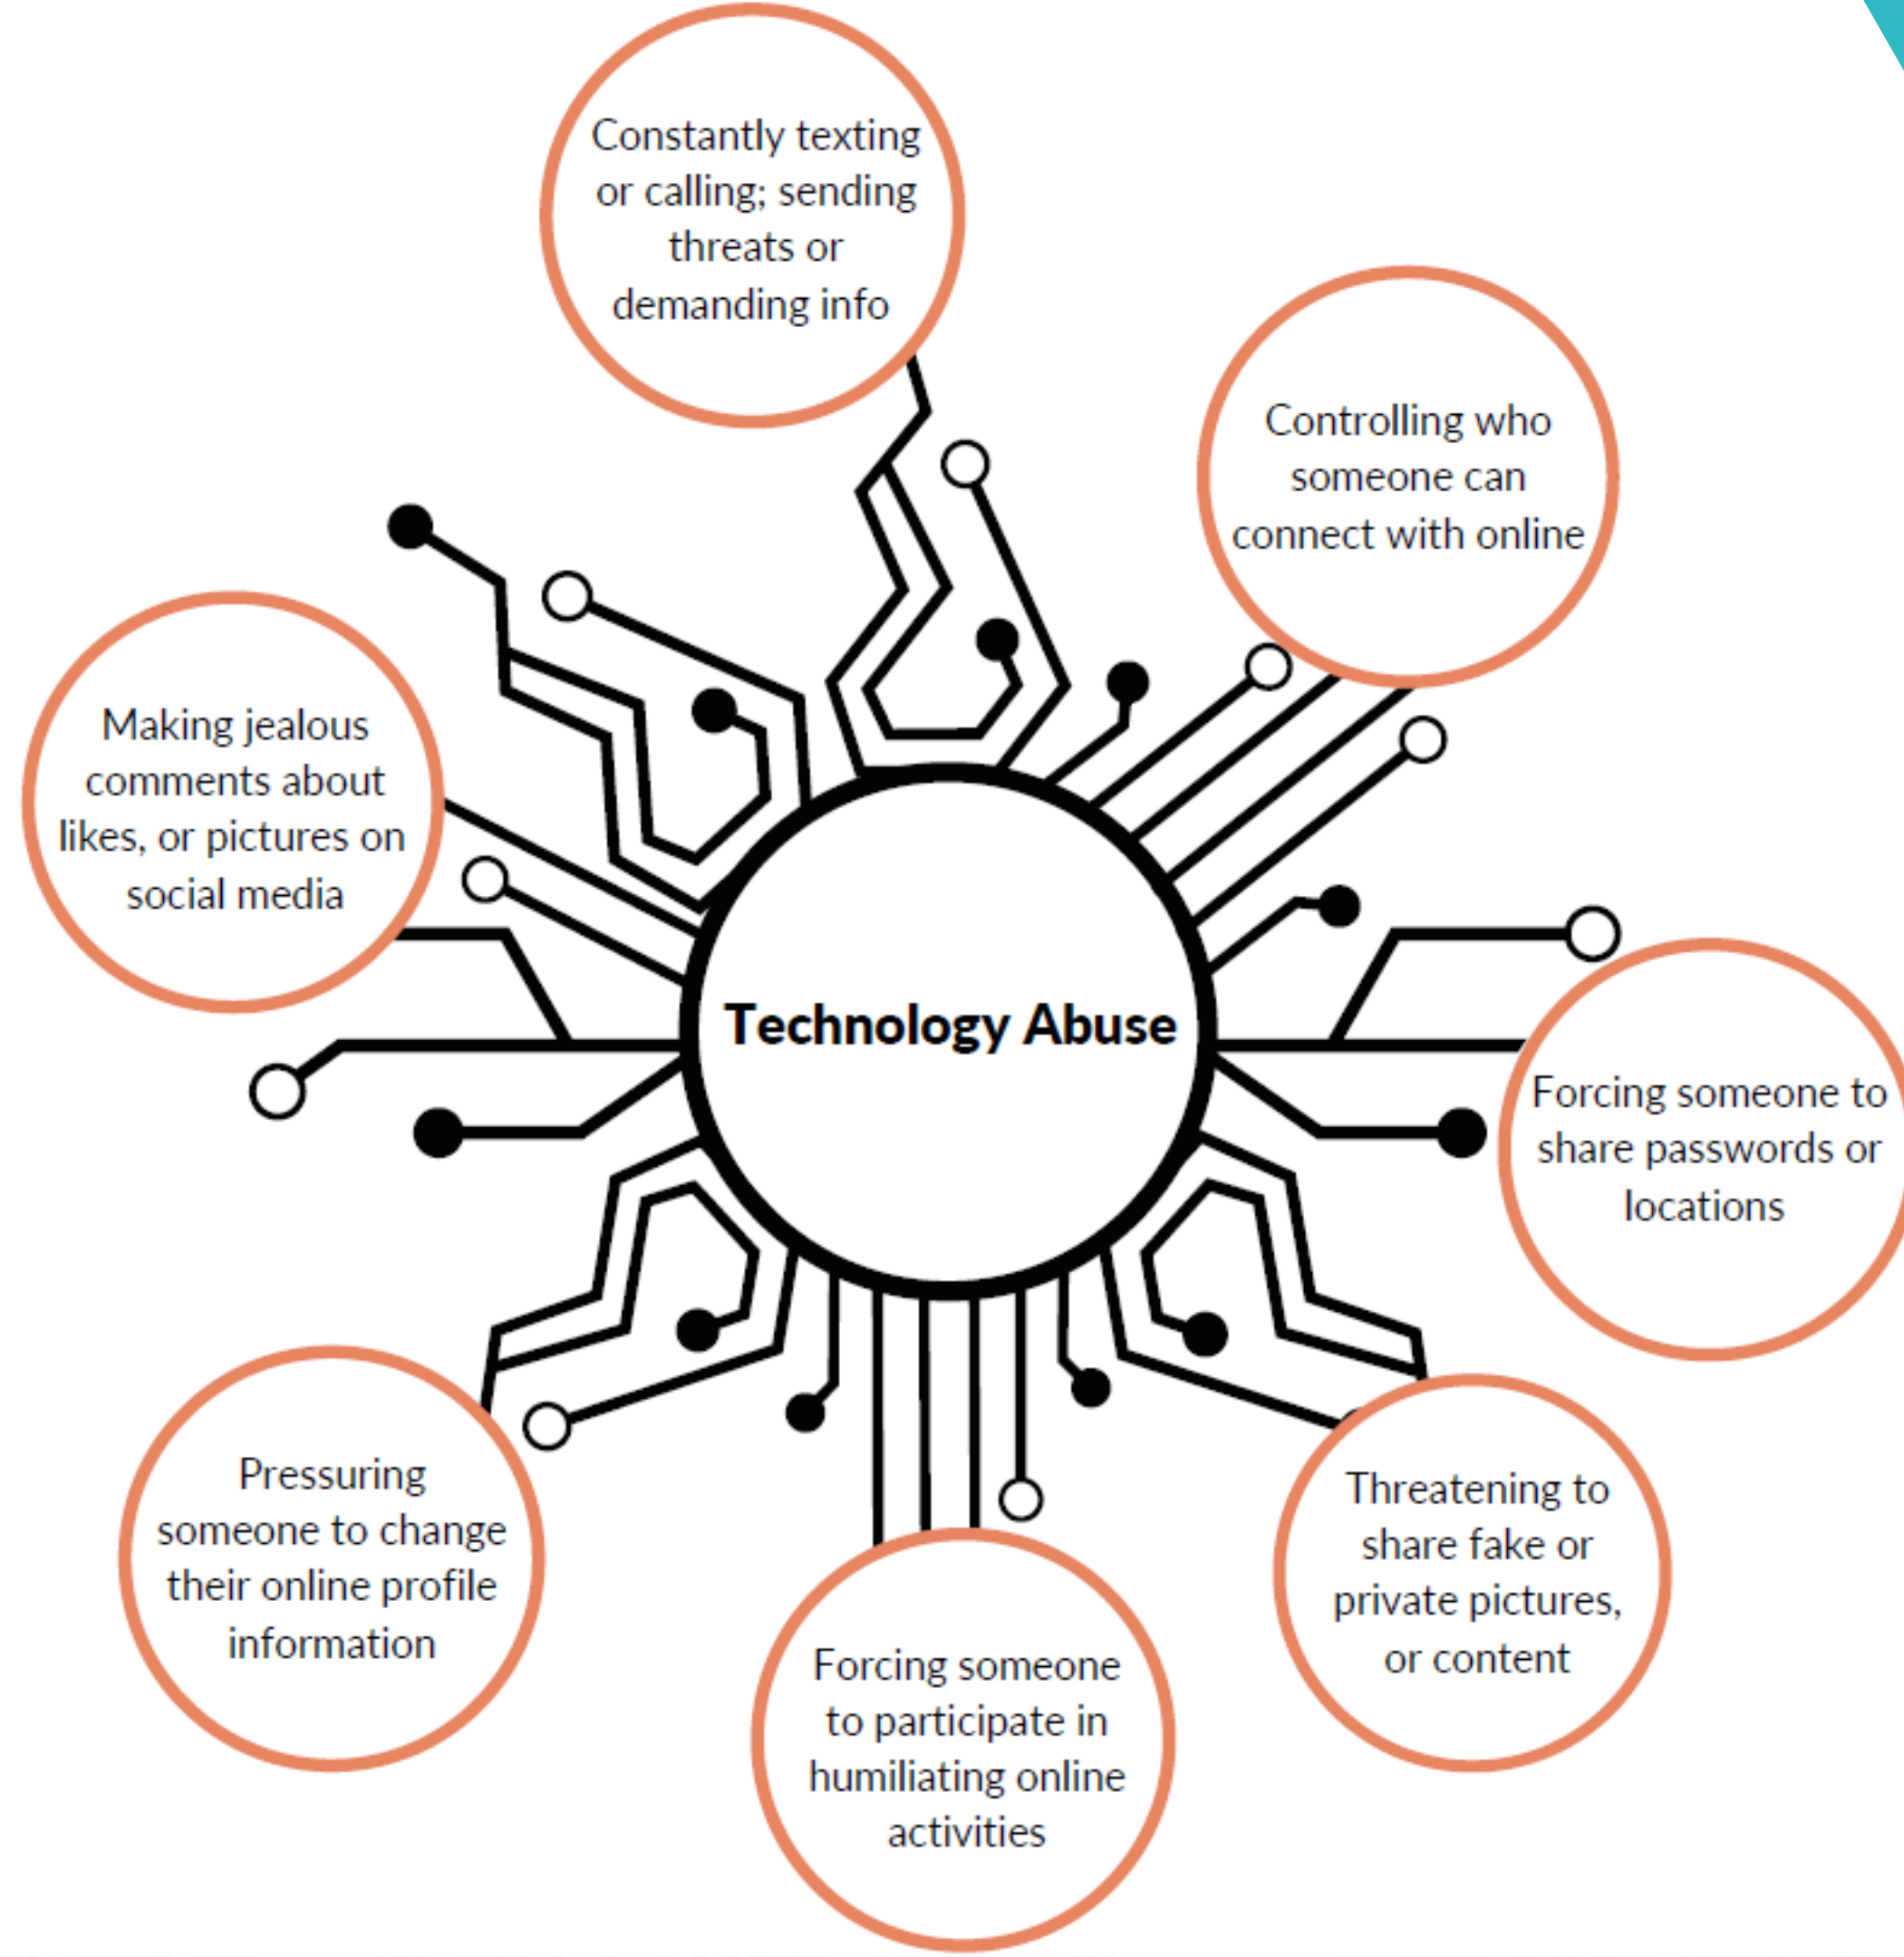 Constantly texting
or calling; sending
threats or
demanding info
Controlling who
someone can
connect with online
Making jealous
comments about
likes, or pictures on
social media
Technology Abuse
Forcing someone to
share passwords or
locations
Pressuring
someone to change
their online profile
information
Threatening to
share fake or
private pictures,
or content
Forcing someone
to participate in
humiliating online
activities